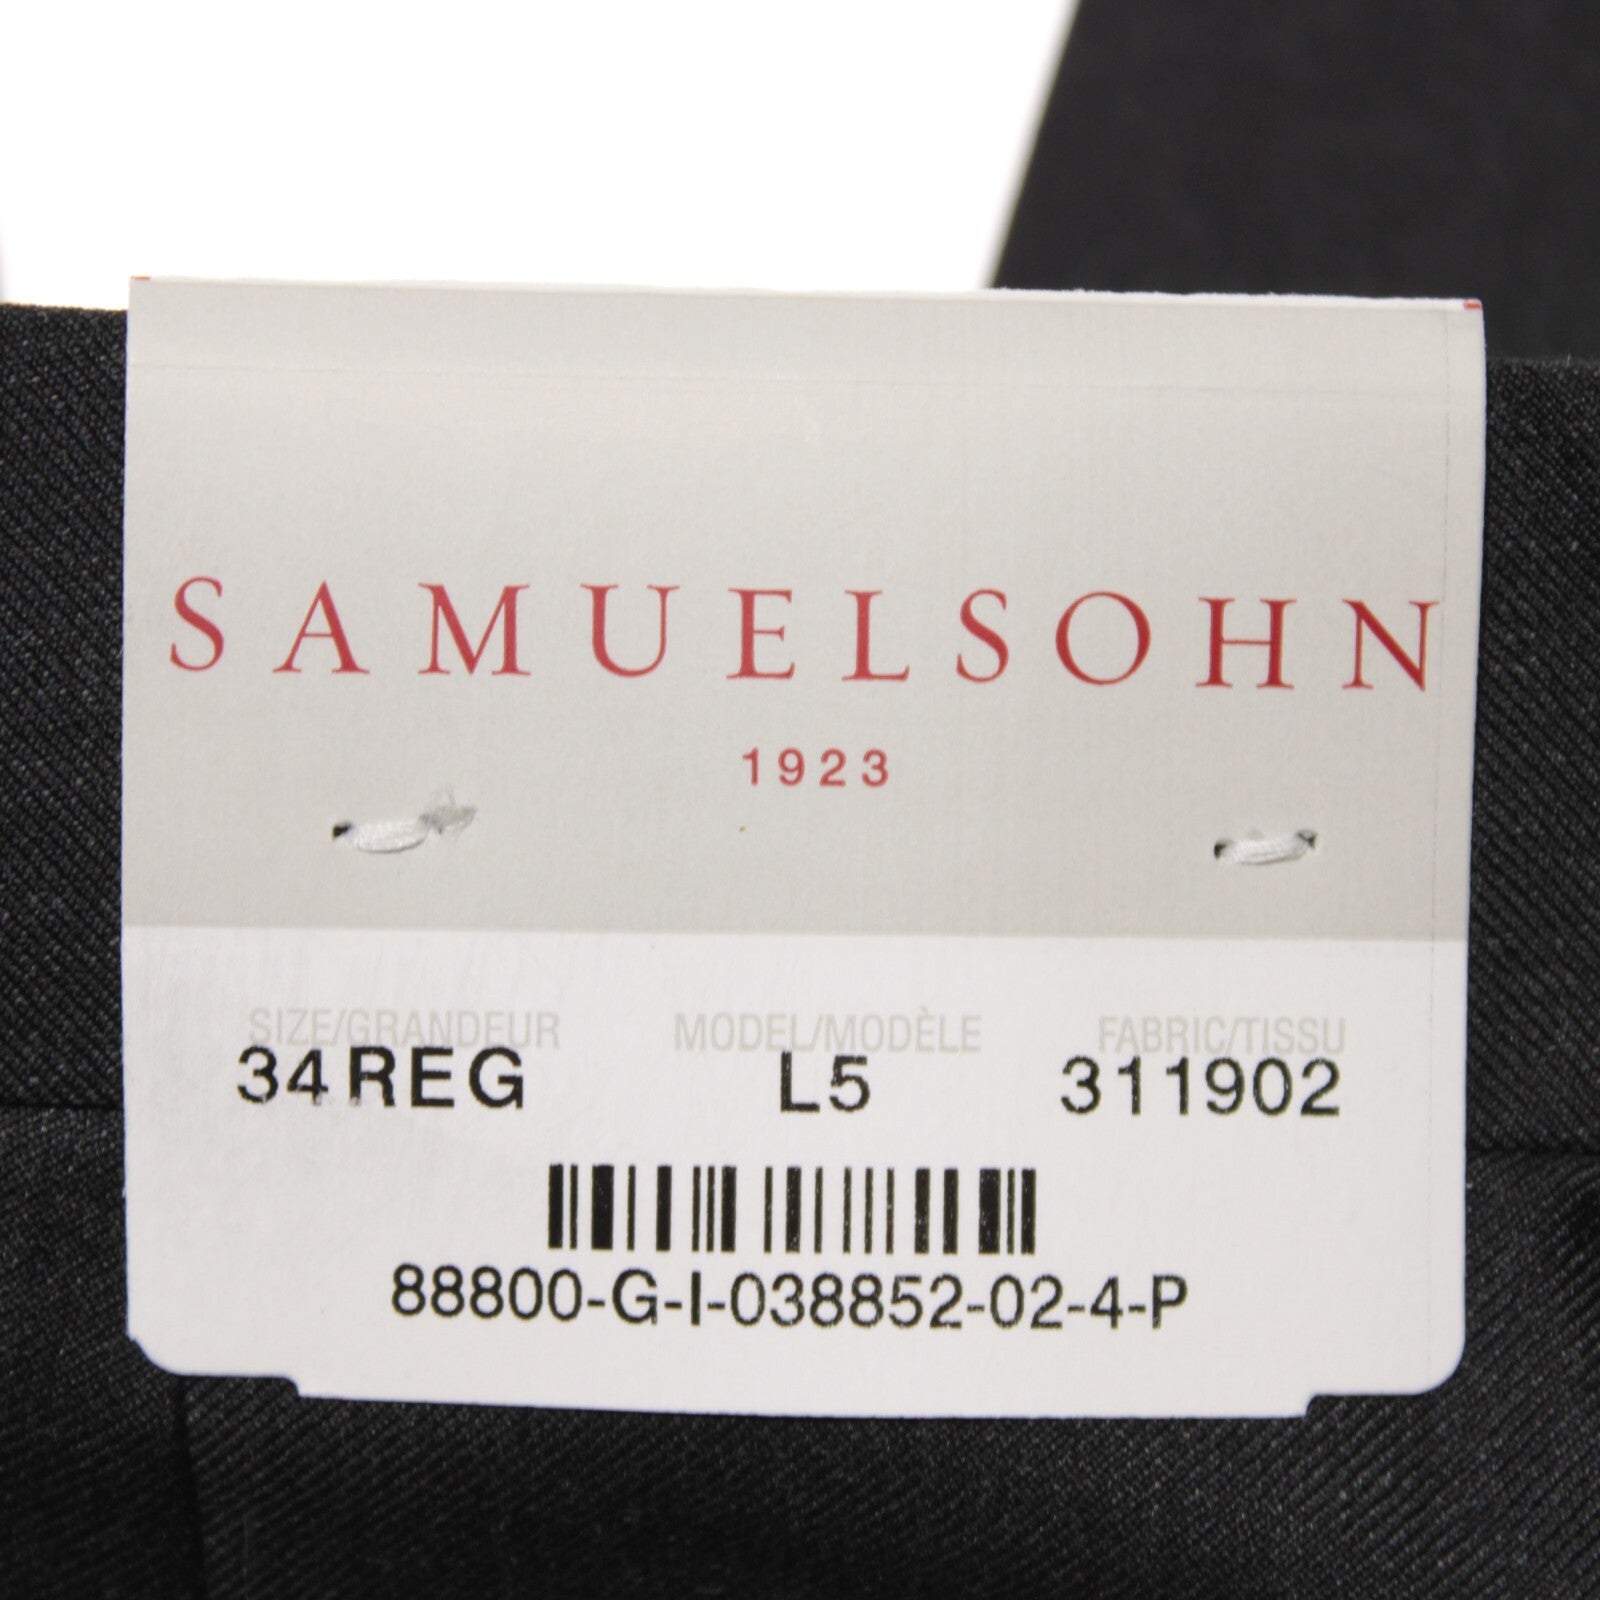 SAMUELSOHN
1923
SIZE/GRANDEUR MODEL/MODÈLE FABRIC/TISSU
34REG L5 311902
88800-G-I-038852-02-4-P